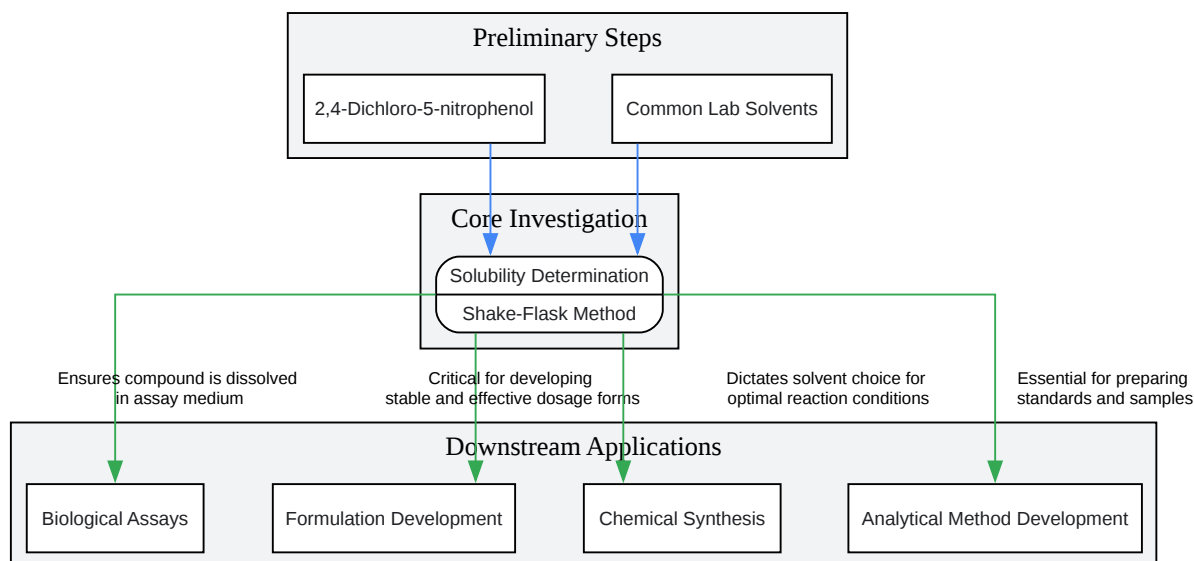 Preliminary Steps
2,4-Dichloro-5-nitrophenol
Common Lab Solvents
Core Investigation
Solubility Determination
Shake-Flask Method
Ensures compound is dissolved
in assay medium
Critical for developing
stable and effective dosage forms
Dictates solvent choice for
optimal reaction conditions
Essential for preparing
standards and samples
Downstream Applications
Biological Assays
Formulation Development
Chemical Synthesis
Analytical Method Development